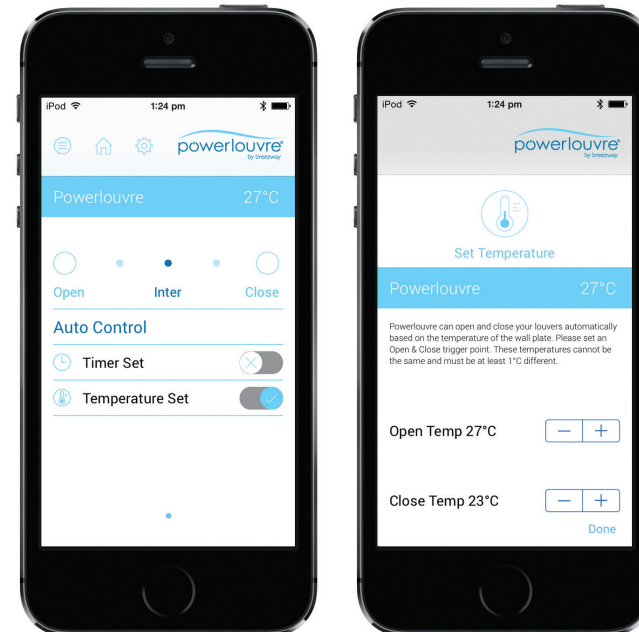 iPod 1:24 pm
powerlouvre®
by breezway
Powerlouvre 27°C
Open Inter Close
Auto Control
Timer Set
Temperature Set
iPod 1:24 pm
powerlouvre®
by breezway
Set Temperature
Powerlouvre 27°C
Powerlouvre can open and close your louvers automatically
based on the temperature of the wall plate. Please set an
Open & Close trigger point. These temperatures cannot be
the same and must be at least 1°C different.
Open Temp 27°C − +
Close Temp 23°C − +
Done